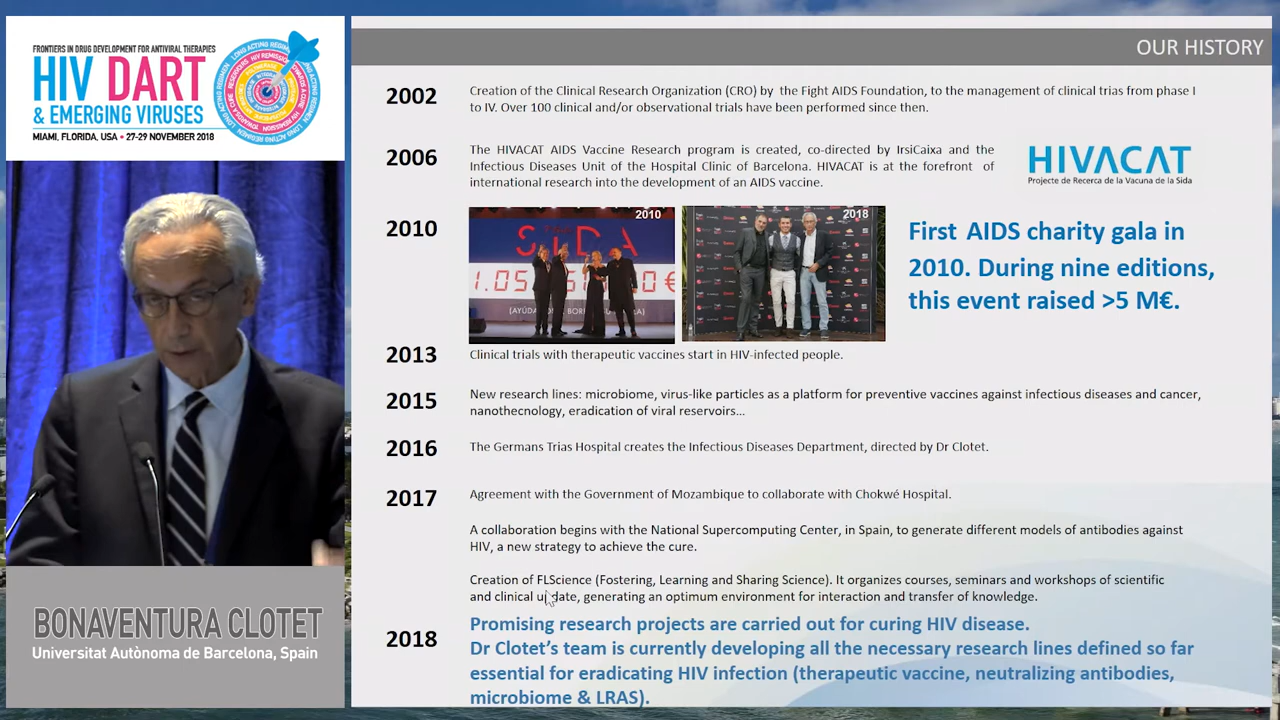 FRONTIERS IN DRUG DEVELOPMENT FOR ANTIVIRAL THERAPIES
HIV DART
& EMERGING VIRUSES
MIAMI, FLORIDA, USA • 27-29 NOVEMBER 2018
LONG ACTING REGIMEN
OUR HISTORY
2002
Creation of the Clinical Research Organization (CRO) by the Fight AIDS Foundation, to the management of clinical trias from phase I
to IV. Over 100 clinical and/or observational trials have been performed since then.
2006
The HIVACAT AIDS Vaccine Research program is created, co-directed by IrsiCaixa and the
Infectious Diseases Unit of the Hospital Clinic of Barcelona. HIVACAT is at the forefront of
international research into the development of an AIDS vaccine.
HIVACAT
Projecte de Recerca de la Vacuna de la Sida
2010
2010
SIDA
2018
First AIDS charity gala in
2010. During nine editions,
this event raised >5 M€.
2013
Clinical trials with therapeutic vaccines start in HIV-infected people.
2015
New research lines: microbiome, virus-like particles as a platform for preventive vaccines against infectious diseases and cancer,
nanothecnology, eradication of viral reservoirs...
2016
The Germans Trias Hospital creates the Infectious Diseases Department, directed by Dr Clotet.
2017
Agreement with the Government of Mozambique to collaborate with Chokwé Hospital.
A collaboration begins with the National Supercomputing Center, in Spain, to generate different models of antibodies against
HIV, a new strategy to achieve the cure.
Creation of FLScience (Fostering, Learning and Sharing Science). It organizes courses, seminars and workshops of scientific
and clinical update, generating an optimum environment for interaction and transfer of knowledge.
2018
Promising research projects are carried out for curing HIV disease.
Dr Clotet's team is currently developing all the necessary research lines defined so far
essential for eradicating HIV infection (therapeutic vaccine, neutralizing antibodies,
microbiome & LRAS).
BONAVENTURA CLOTET
Universitat Autònoma de Barcelona, Spain